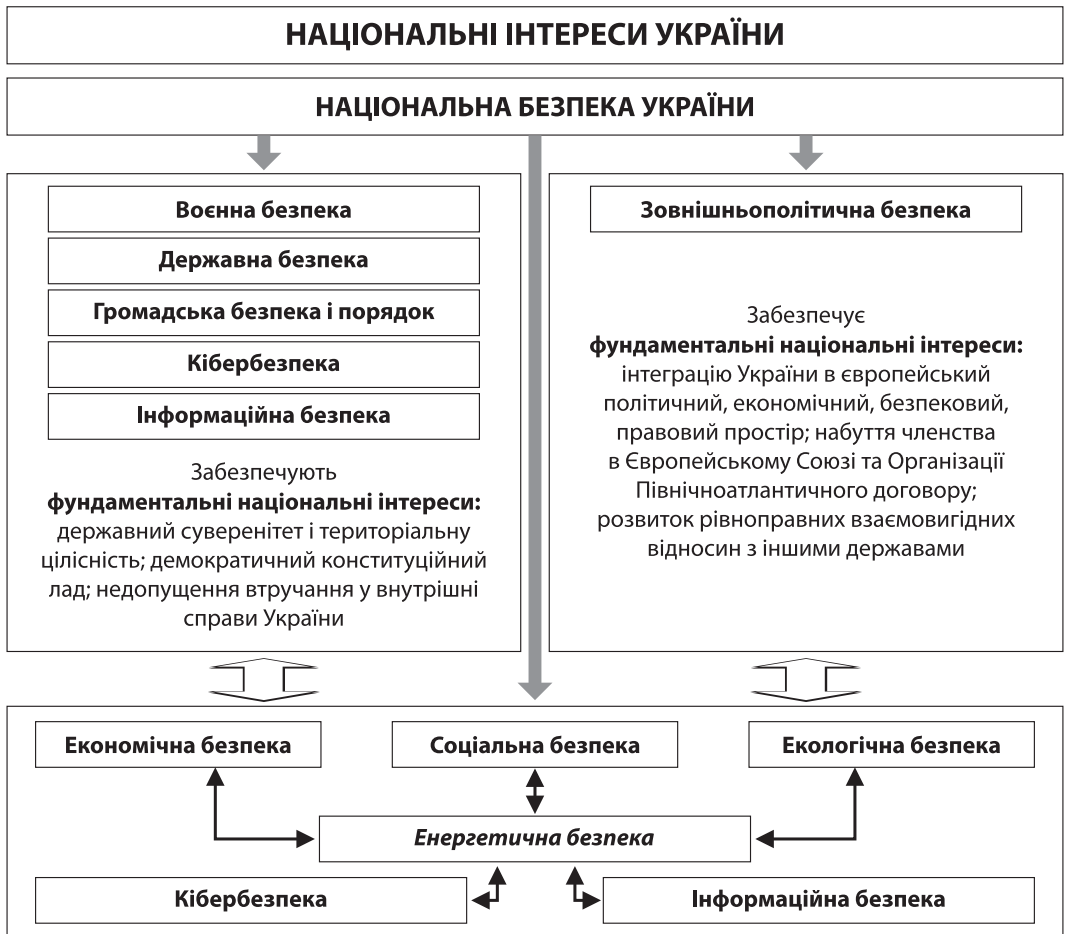 НАЦІОНАЛЬНІ ІНТЕРЕСИ УКРАЇНИ
НАЦІОНАЛЬНА БЕЗПЕКА УКРАЇНИ
Воєнна безпека
Державна безпека
Громадська безпека і порядок
Кібербезпека
Інформаційна безпека
Забезпечують
фундаментальні національні інтереси:
державний суверенітет і територіальну
цілісність; демократичний конституційний
лад; недопущення втручання у внутрішні
справи України
Зовнішньополітична безпека
Забезпечує
фундаментальні національні інтереси:
інтеграцію України в європейський
політичний, економічний, безпековий,
правовий простір; набуття членства
в Європейському Союзі та Організації
Північноатлантичного договору;
розвиток рівноправних взаємовигідних
відносин з іншими державами
Економічна безпека
Соціальна безпека
Екологічна безпека
Енергетична безпека
Кібербезпека
Інформаційна безпека